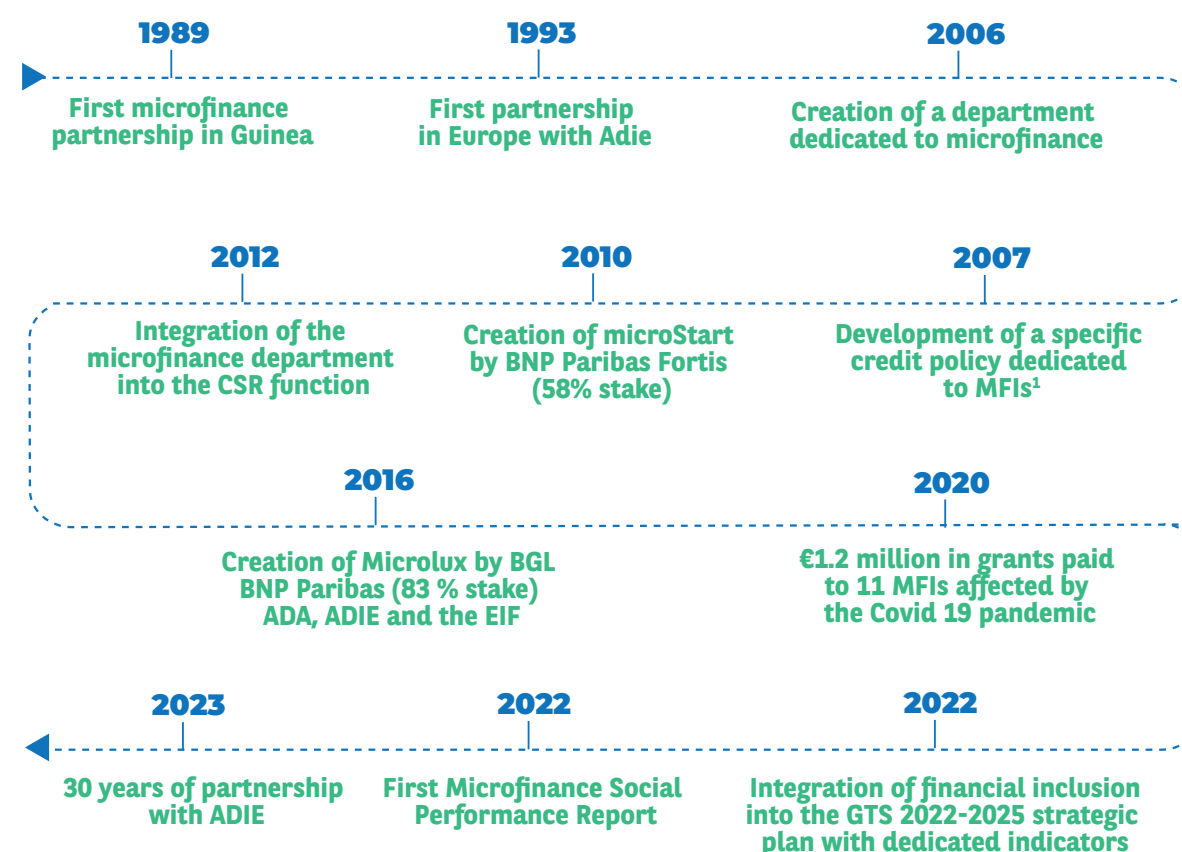 1989
First microfinance
partnership in Guinea
1993
First partnership
in Europe with Adie
2006
Creation of a department
dedicated to microfinance
2007
Development of a specific
credit policy dedicated
to MFIs¹
2010
Creation of microStart
by BNP Paribas Fortis
(58% stake)
2012
Integration of the
microfinance department
into the CSR function
2016
Creation of Microlux by BGL
BNP Paribas (83 % stake)
ADA, ADIE and the EIF
2020
€1.2 million in grants paid
to 11 MFIs affected by
the Covid 19 pandemic
2022
Integration of financial inclusion
into the GTS 2022-2025 strategic
plan with dedicated indicators
2022
First Microfinance Social
Performance Report
2023
30 years of partnership
with ADIE